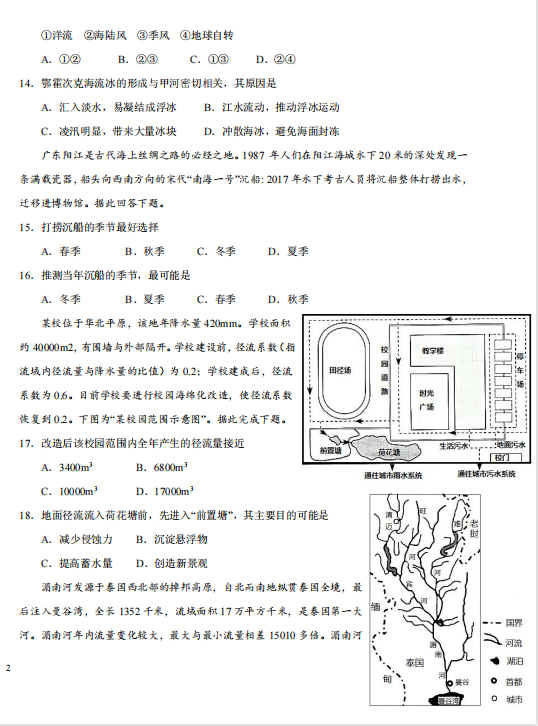 ①洋流 ②海陆风 ③季风 ④地球自转
A．①② B．②③ C．①③ D．②④
14．鄂霍次克海流冰的形成与甲河密切相关，其原因是
A．汇入淡水，易凝结成浮冰 B．江水流动，推动浮冰运动
C．凌汛明显，带来大量冰块 D．冲散海冰，避免海面封冻
广东阳江是古代海上丝绸之路的必经之地。1987 年人们在阳江海域水下 20 米的深处发现一
条满载瓷器，船头向西南方向的宋代“南海一号”沉船；2017 年水下考古人员将沉船整体打捞出水，
迁移进博物馆。据此回答下题。
15．打捞沉船的季节最好选择
A．春季 B．秋季 C．冬季 D．夏季
16．推测当年沉船的季节，最可能是
A．冬季 B．夏季 C．春季 D．秋季
某校位于华北平原，该地年降水量 420mm。学校面积
约 40000m2，有围墙与外部隔开。学校建设前，径流系数（指
流域内径流量与降水量的比值）为 0.2；学校建成后，径流
系数为 0.6。目前学校要进行校园海绵化改造，使径流系数
恢复到 0.2。下图为“某校园范围示意图”。据此完成下题。
17．改造后该校园范围内全年产生的径流量接近
A．3400m³ B．6800m³
C．10000m³ D．17000m³
18．地面径流流入荷花塘前，先进入“前置塘”，其主要目的可能是
A．减少侵蚀力 B．沉淀悬浮物
C．提高蓄水量 D．创造新景观
湄南河发源于泰国西北部的掸邦高原，自北而南地纵贯泰国全境，最
后注入曼谷湾，全长 1352 千米，流域面积 17 万平方千米，是泰国第一大
河。湄南河年内流量变化较大，最大与最小流量相差 15010 多倍。湄南河
2
田径场
校园道路
教学楼
时光
广场
停车场
前置塘
荷花塘
生活污水
地面污水
校门
通往城市雨水系统
通往城市污水系统
清迈
旺
难
河
老挝
河
宾
河
缅
湄
南
河
泰国
甸
曼谷
曼谷湾
国界
河流
湖泊
首都
城市